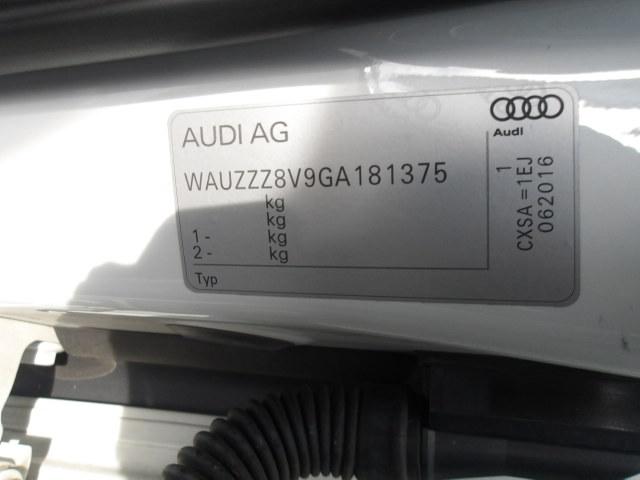 AUDI AG
Audi
WAUZZZ8V9GA181375
kg
kg
1 - kg
2 - kg
Typ
1
CXSA =1EJ
062016